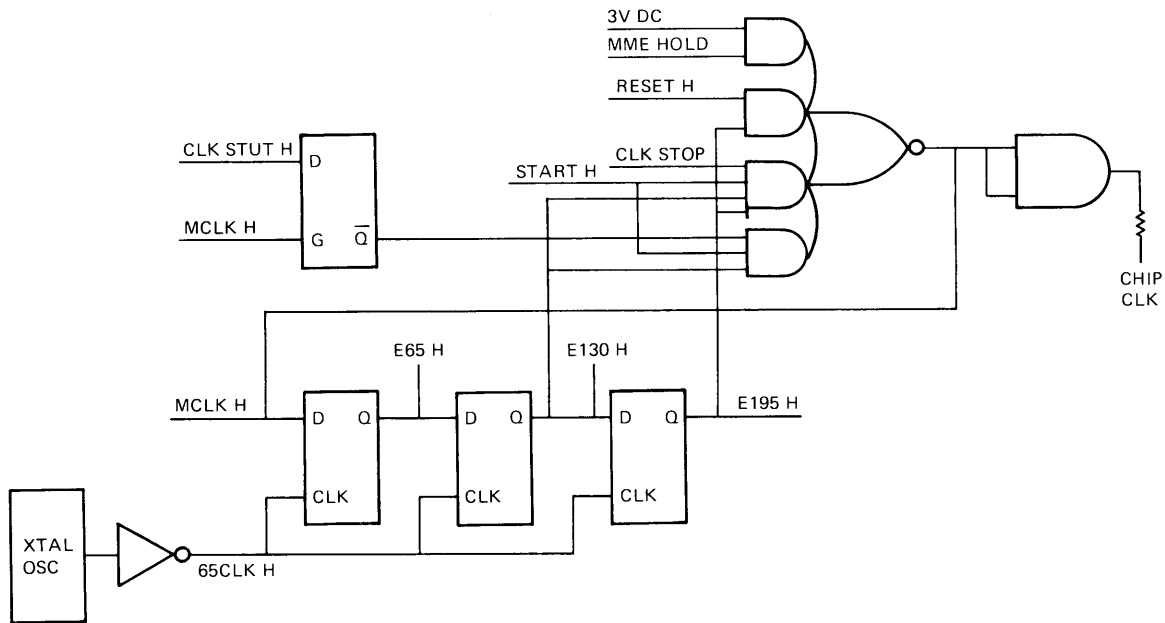 3V DC
MME HOLD
RESET H
CLK STUT H
D
CLK STOP
START H
MCLK H
G
Q
CHIP
CLK
E65 H
E130 H
MCLK H
D
Q
D
Q
D
Q
E195 H
CLK
CLK
CLK
XTAL
OSC
65CLK H